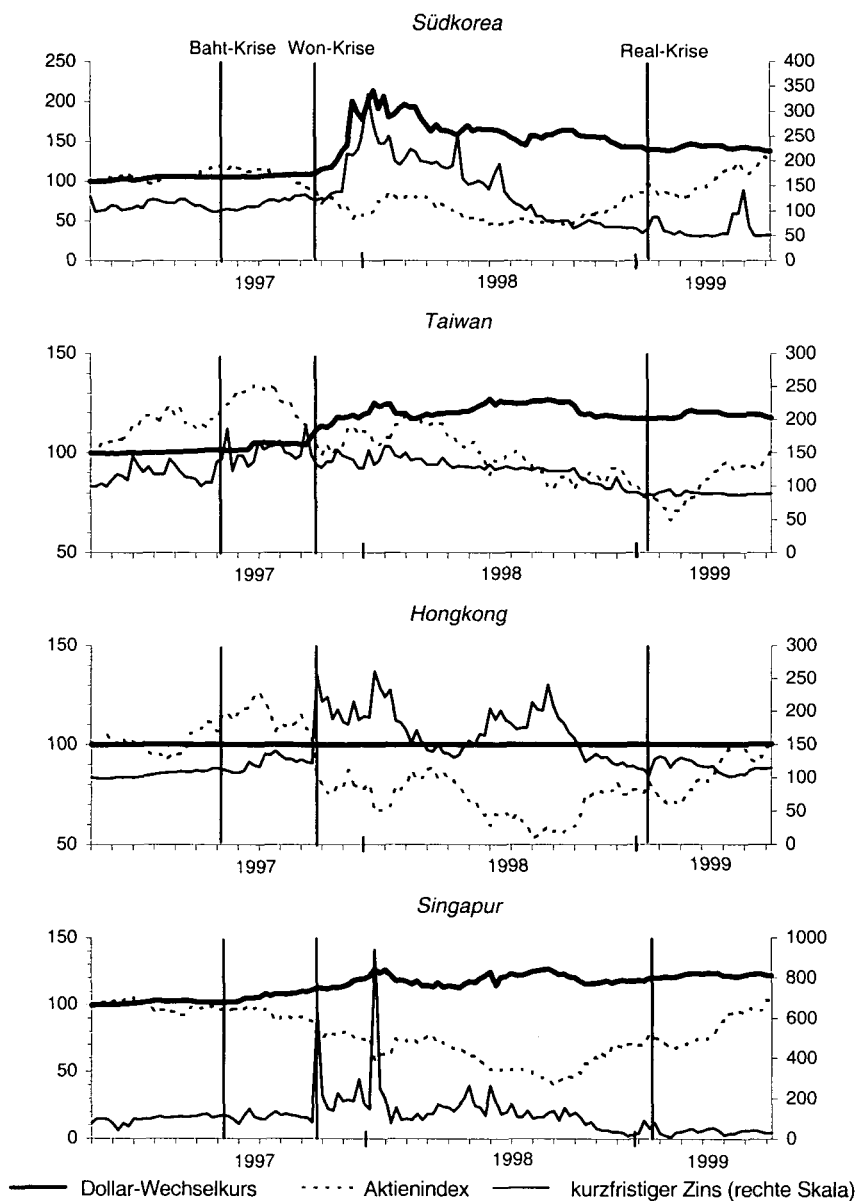 Südkorea
Baht-Krise Won-Krise Real-Krise
250 400
200 350
150 300
100 250
50 200
0 150
100
50
0
1997 1998 1999
Taiwan
150 300
100 250
50 200
150
100
50
0
1997 1998 1999
Hongkong
150 300
100 250
50 200
150
100
50
0
1997 1998 1999
Singapur
150 1000
100 800
50 600
0 400
200
0
1997 1998 1999
Dollar-Wechselkurs Aktienindex kurzfristiger Zins (rechte Skala)